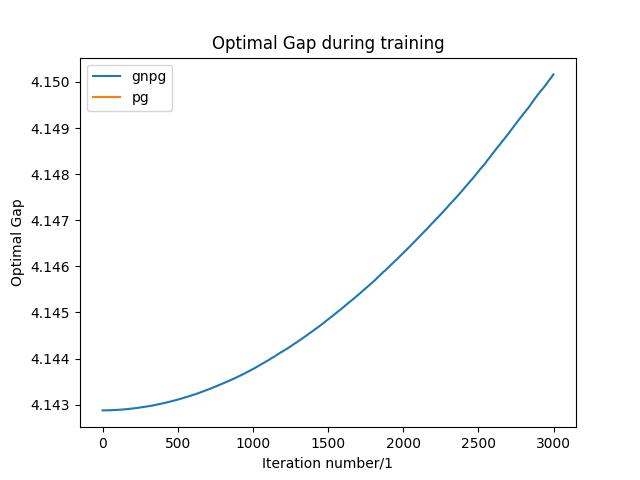 Optimal Gap during training
gnpg
pg
4.150
4.149
4.148
4.147
4.146
4.145
4.144
4.143
Optimal Gap
0 500 1000 1500 2000 2500 3000
Iteration number/1